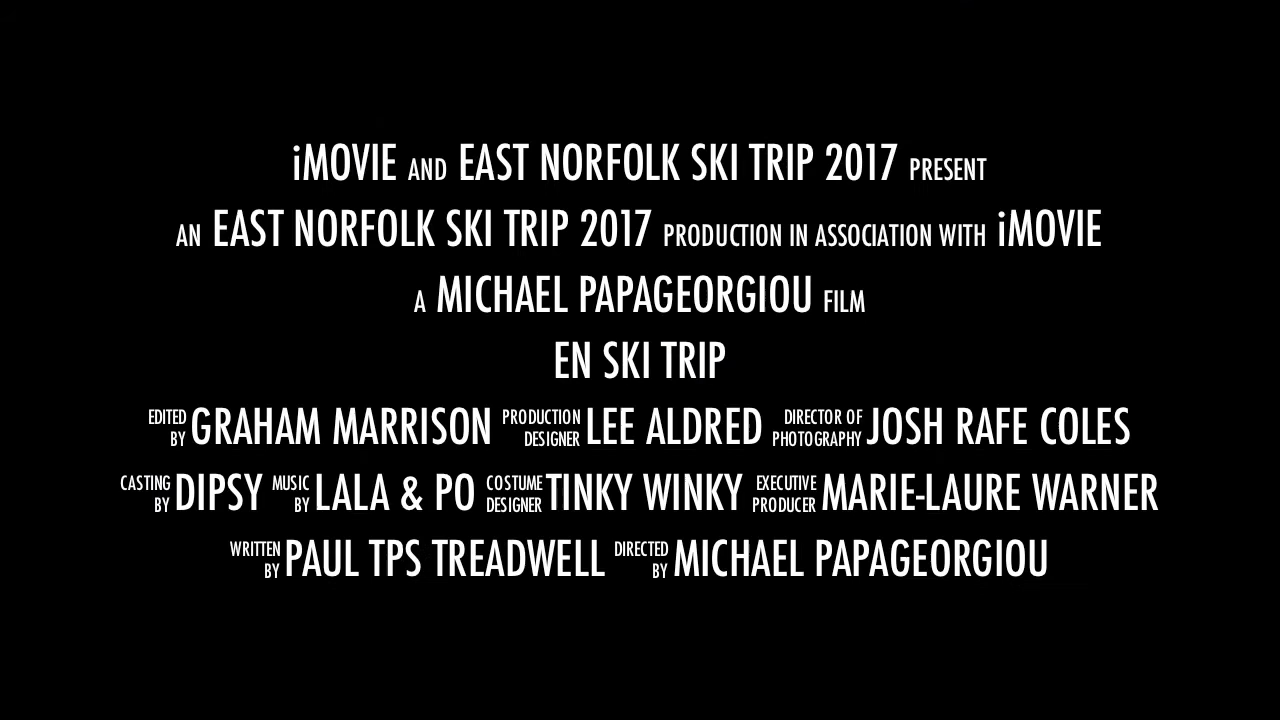 iMOVIE AND EAST NORFOLK SKI TRIP 2017 PRESENT
AN EAST NORFOLK SKI TRIP 2017 PRODUCTION IN ASSOCIATION WITH iMOVIE
A MICHAEL PAPAGEORGIOU FILM
EN SKI TRIP
EDITED BY GRAHAM MARRISON PRODUCTION DESIGNER LEE ALDRED DIRECTOR OF PHOTOGRAPHY JOSH RAFE COLES
CASTING BY DIPSY MUSIC BY LALA & PO COSTUME DESIGNER TINKY WINKY EXECUTIVE PRODUCER MARIE-LAURE WARNER
WRITTEN BY PAUL TPS TREADWELL DIRECTED BY MICHAEL PAPAGEORGIOU